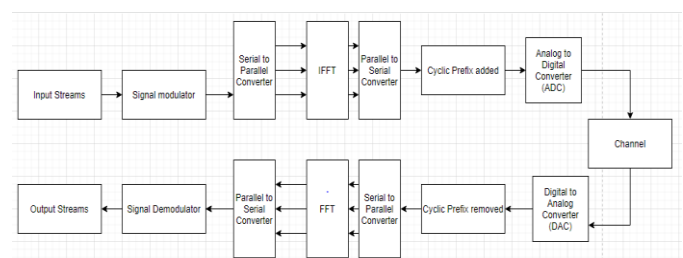 Input Streams
Signal modulator
Serial to
Parallel
Converter
IFFT
Parallel to
Serial
Converter
Cyclic Prefix added
Analog to
Digital
Converter
(ADC)
Channel
Output Streams
Signal Demodulator
Parallel to
Serial
Converter
FFT
Serial to
Parallel
Converter
Cyclic Prefix removed
Digital to
Analog
Converter
(DAC)